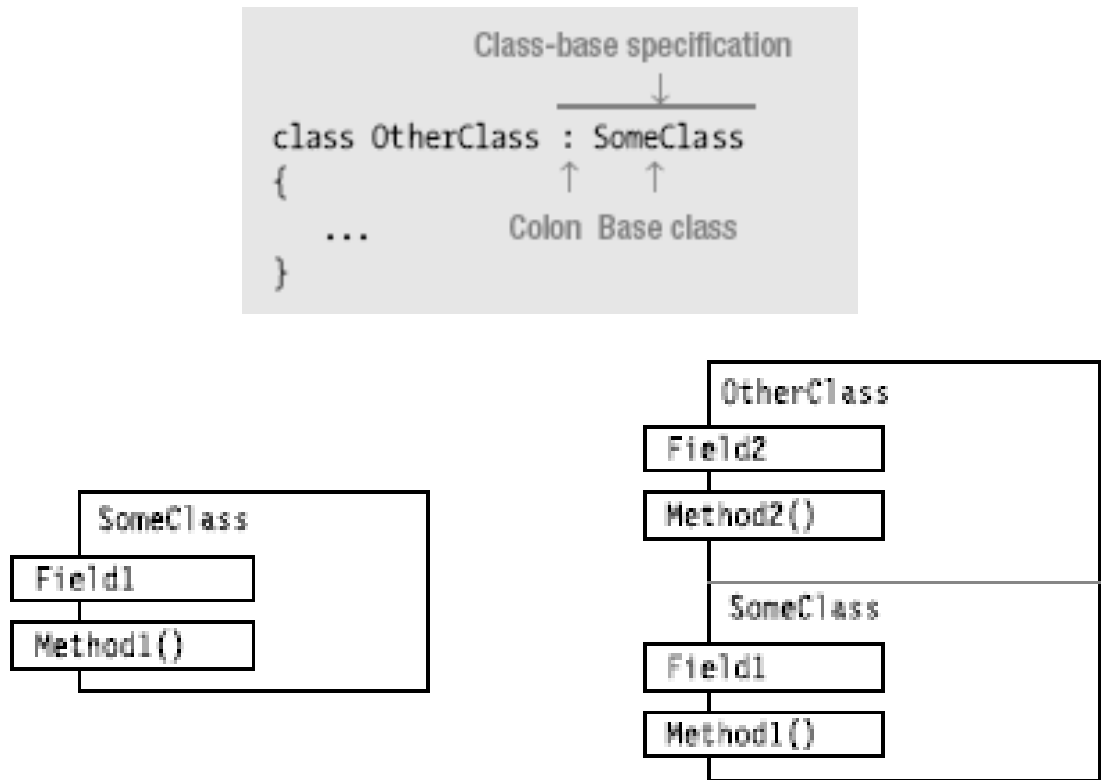 Class-base specification
↓
class OtherClass : SomeClass
{ ↑ ↑
... Colon Base class
}
SomeClass
Field1
Method1()
OtherClass
Field2
Method2()
SomeClass
Field1
Method1()